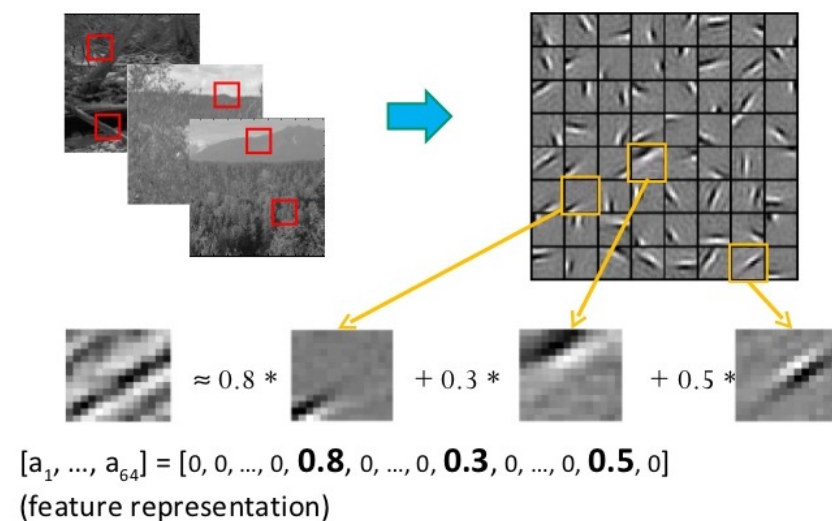 ≈ 0.8 * + 0.3 * + 0.5 *
[a₁, ..., a₆₄] = [0, 0, ..., 0, 0.8, 0, ..., 0, 0.3, 0, ..., 0, 0.5, 0]
(feature representation)